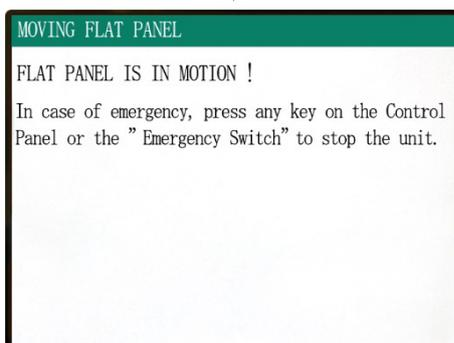 MOVING FLAT PANEL
FLAT PANEL IS IN MOTION !
In case of emergency, press any key on the Control
Panel or the ” Emergency Switch” to stop the unit.